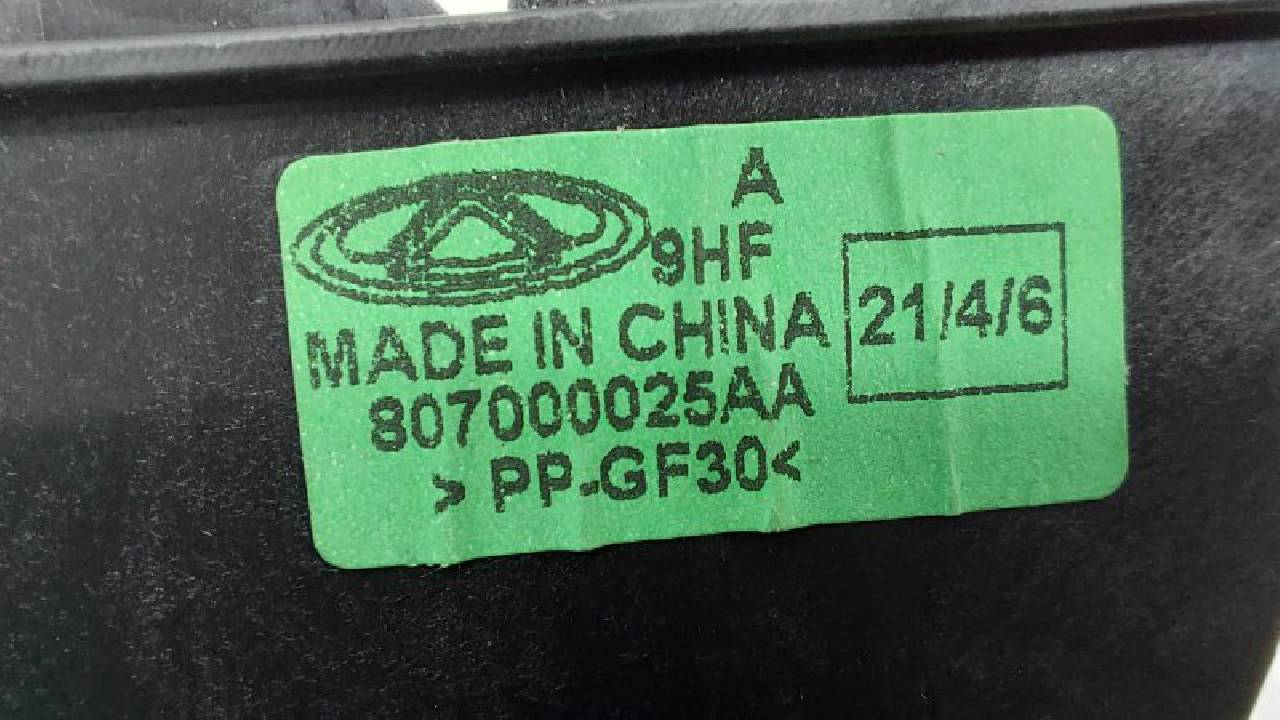 A
9HF
MADE IN CHINA
21/4/6
807000025AA
> PP-GF30<